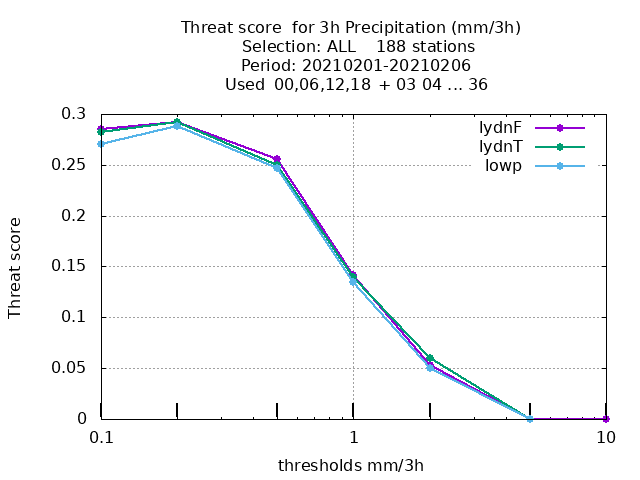 Threat score  for 3h Precipitation (mm/3h)
Selection: ALL    188 stations
Period: 20210201-20210206
Used  00,06,12,18 + 03 04 ... 36
0.3
0.25
0.2
0.15
0.1
0.05
0
Threat score
lydnF
lydnT
lowp
0.1
1
10
thresholds mm/3h